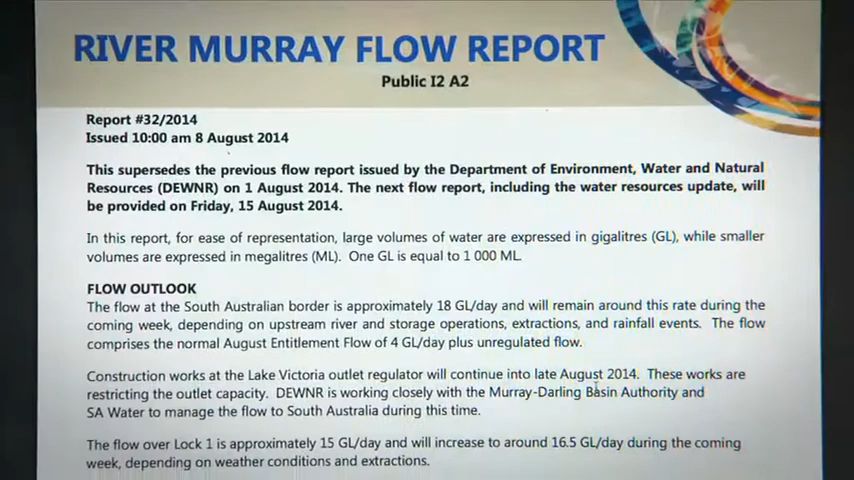 RIVER MURRAY FLOW REPORT
Public I2 A2
Report #32/2014
Issued 10:00 am 8 August 2014
This supersedes the previous flow report issued by the Department of Environment, Water and Natural
Resources (DEWNR) on 1 August 2014. The next flow report, including the water resources update, will
be provided on Friday, 15 August 2014.
In this report, for ease of representation, large volumes of water are expressed in gigalitres (GL), while smaller
volumes are expressed in megalitres (ML). One GL is equal to 1 000 ML.
FLOW OUTLOOK
The flow at the South Australian border is approximately 18 GL/day and will remain around this rate during the
coming week, depending on upstream river and storage operations, extractions, and rainfall events. The flow
comprises the normal August Entitlement Flow of 4 GL/day plus unregulated flow.
Construction works at the Lake Victoria outlet regulator will continue into late August 2014. These works are
restricting the outlet capacity. DEWNR is working closely with the Murray-Darling Basin Authority and
SA Water to manage the flow to South Australia during this time.
The flow over Lock 1 is approximately 15 GL/day and will increase to around 16.5 GL/day during the coming
week, depending on weather conditions and extractions.